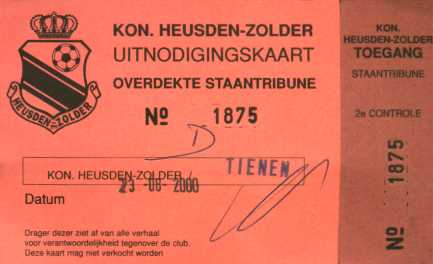 KON. HEUSDEN-ZOLDER
UITNODIGINGSKAART
OVERDEKTE STAANTRIBUNE
No 1875
D
HEUSDEN-ZOLDER
KON. HEUSDEN-ZOLDER / TIENEN
23 -08- 2000
Datum
Drager dezer ziet af van alle verhaal
voor verantwoordelijkheid tegenover de club.
Deze kaart mag niet verkocht worden
KON.
HEUSDEN-ZOLDER
TOEGANG
STAANTRIBUNE
2e CONTROLE
No 1875